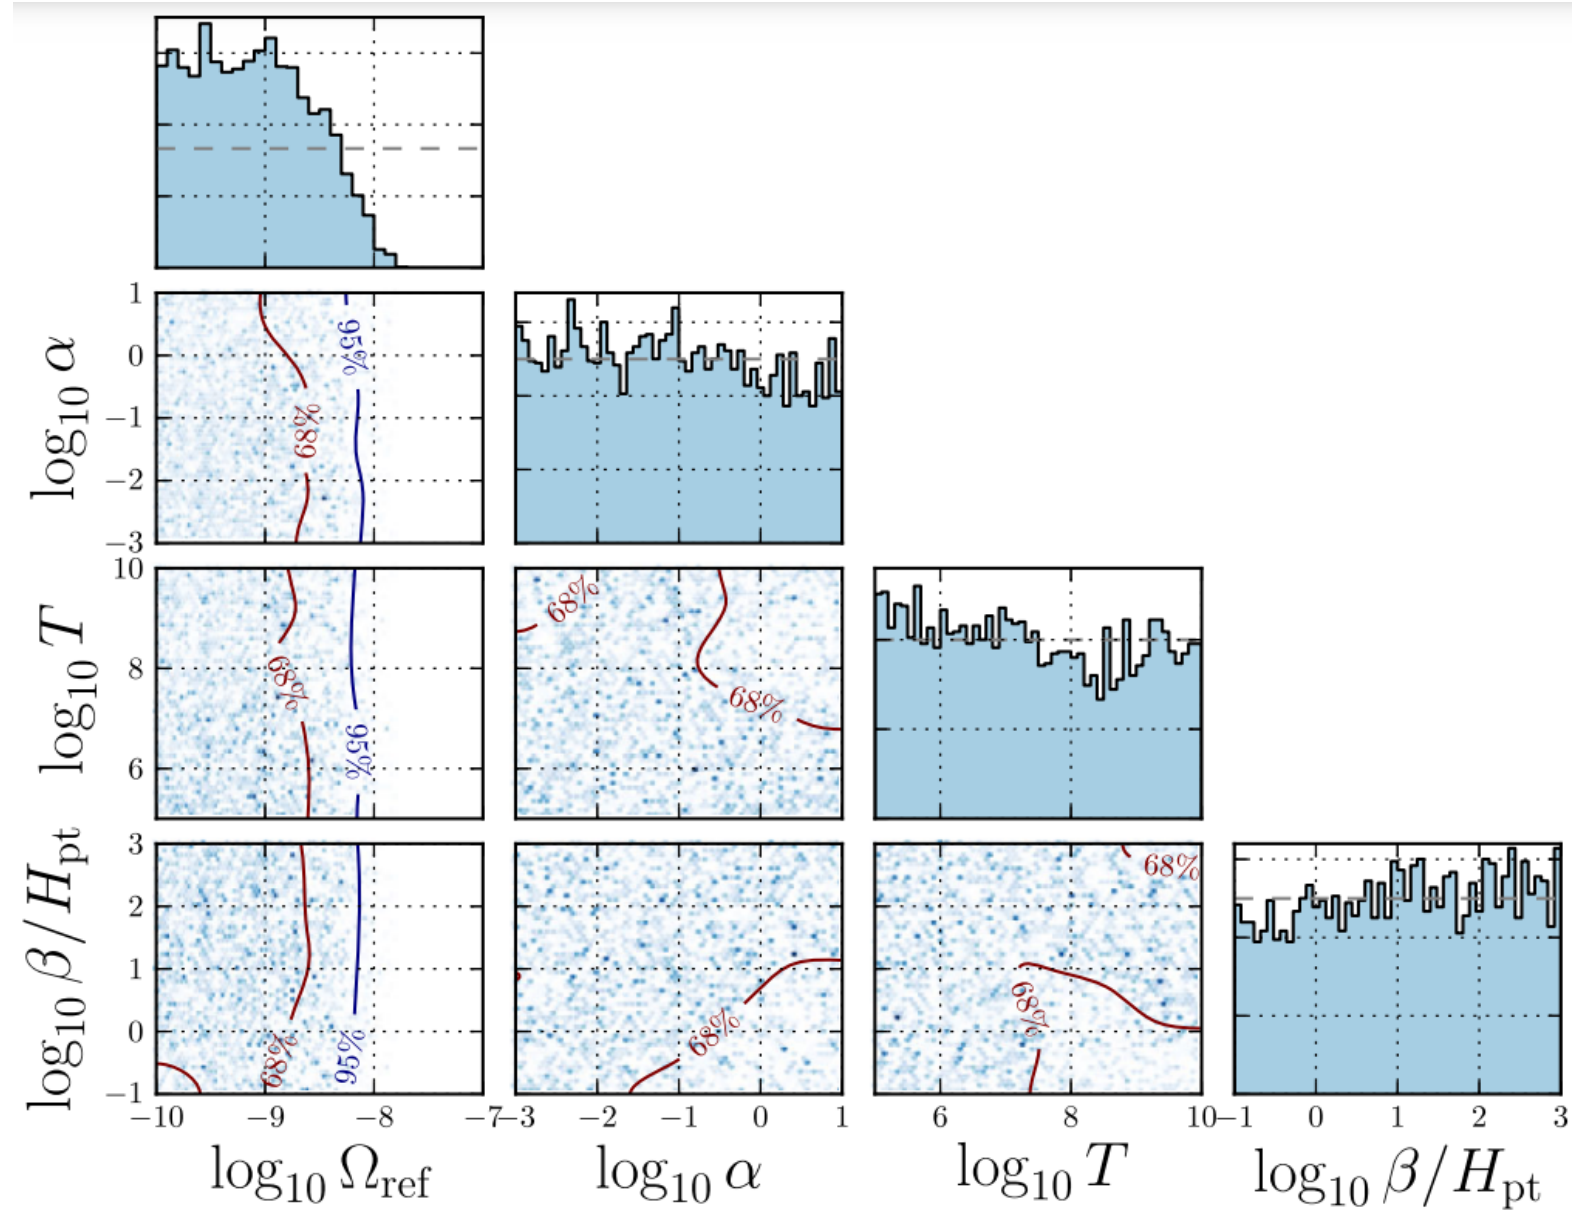 1
0
−1
−2
−3
log₁₀ α
95%
68%
10
8
6
log₁₀ T
68%
95%
68%
68%
3
2
1
0
−1
log₁₀ β/Hₚₜ
68%
95%
68%
68%
68%
−10 −9 −8 −7
−3 −2 −1 0 1
6 8 10
−1 0 1 2 3
log₁₀ Ω_ref
log₁₀ α
log₁₀ T
log₁₀ β/Hₚₜ